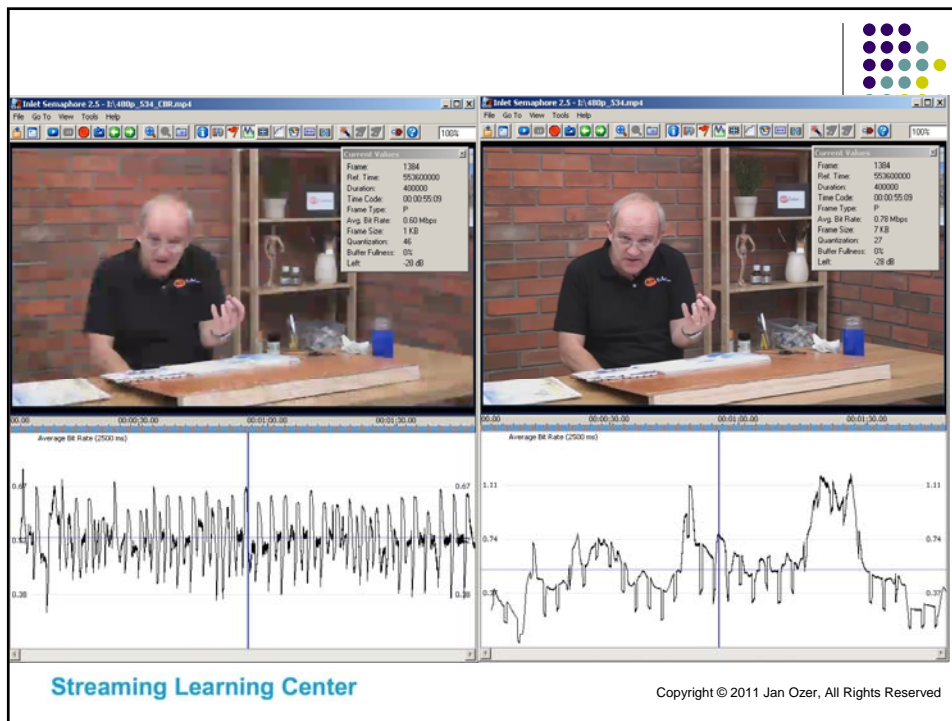 Inlet Semaphore 2.5 - I:\480p_534_CBR.mp4
File Go To View Tools Help
100%
Current Values
Frame: 1384
Ref. Time: 553600000
Duration: 400000
Time Code: 00:00:55:09
Frame Type: P
Avg. Bit Rate: 0.60 Mbps
Frame Size: 1 KB
Quantization: 46
Buffer Fullness: 0%
Left: -28 dB
00.00 00:00:30.00 00:01:00.00 00:01:30.00
Average Bit Rate (2500 ms)
0.67 0.67
0.38 0.38
Inlet Semaphore 2.5 - I:\480p_534.mp4
File Go To View Tools Help
100%
Current Values
Frame: 1384
Ref. Time: 553600000
Duration: 400000
Time Code: 00:00:55:09
Frame Type: P
Avg. Bit Rate: 0.78 Mbps
Frame Size: 7 KB
Quantization: 27
Buffer Fullness: 0%
Left: -28 dB
00.00 00:00:30.00 00:01:00.00 00:01:30.00
Average Bit Rate (2500 ms)
1.11 1.11
0.74 0.74
0.37 0.37
Streaming Learning Center
Copyright © 2011 Jan Ozer, All Rights Reserved